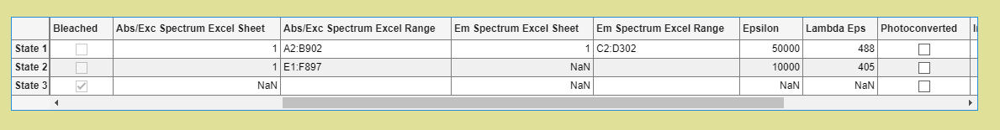 Bleached Abs/Exc Spectrum Excel Sheet Abs/Exc Spectrum Excel Range Em Spectrum Excel Sheet Em Spectrum Excel Range Epsilon Lambda Eps Photoconverted
State 1 1 A2:B902 1 C2:D302 50000 488
State 2 1 E1:F897 NaN 10000 405
State 3 NaN NaN NaN NaN